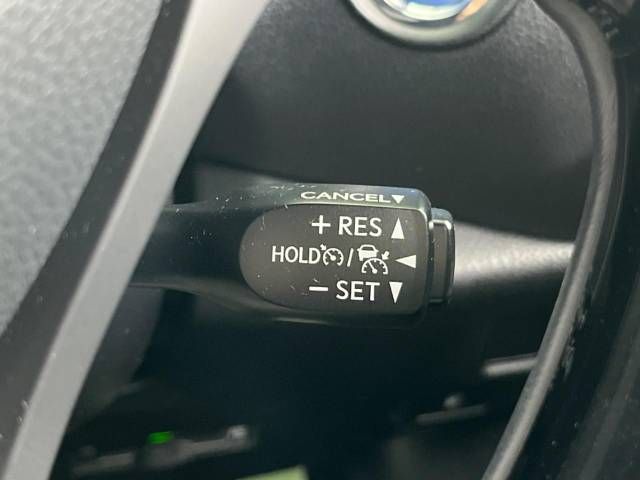 CANCEL▼
+ RES ▲
HOLD / ◀
− SET ▼